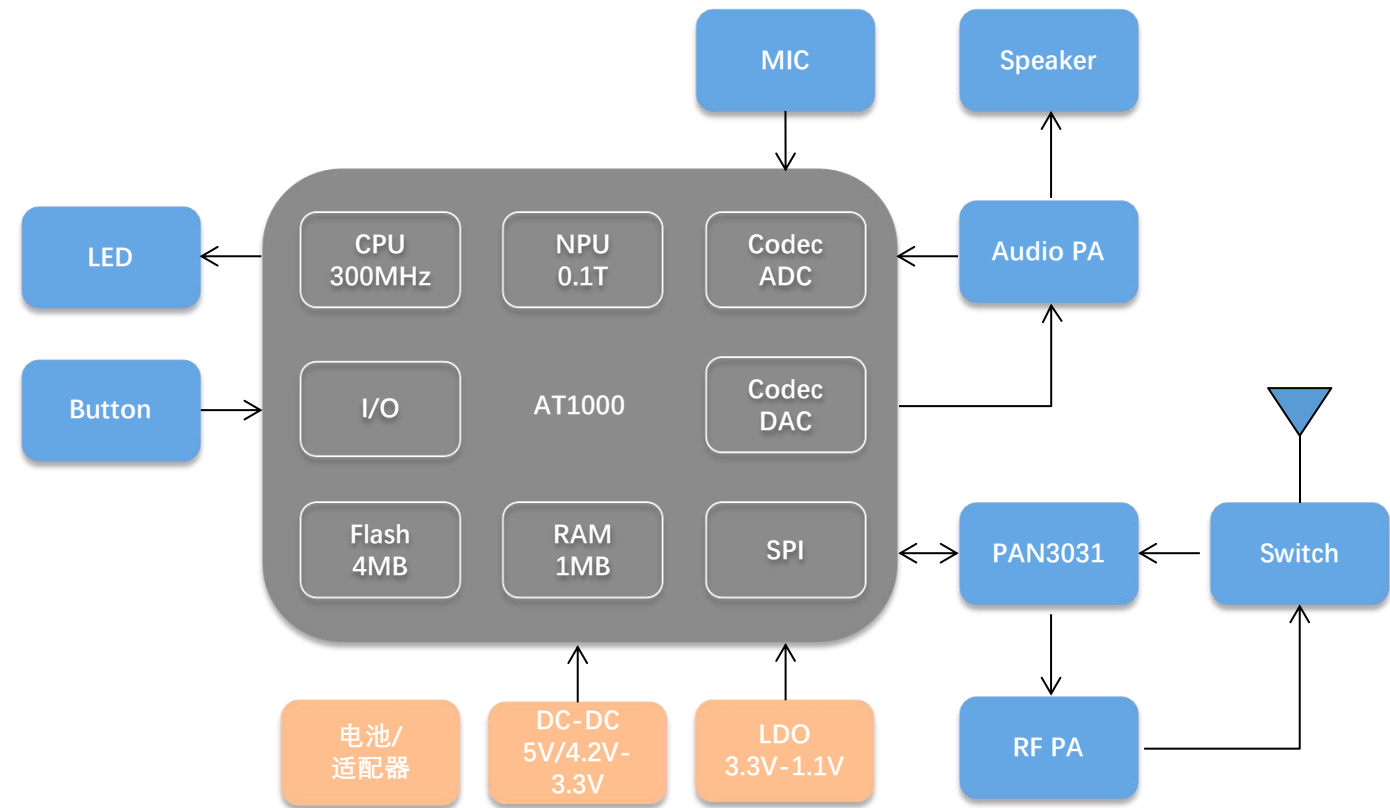 MIC
Speaker
LED
CPU
300MHz
NPU
0.1T
Codec
ADC
Audio PA
Button
I/O
AT1000
Codec
DAC
Flash
4MB
RAM
1MB
SPI
PAN3031
Switch
电池/
适配器
DC-DC
5V/4.2V-
3.3V
LDO
3.3V-1.1V
RF PA